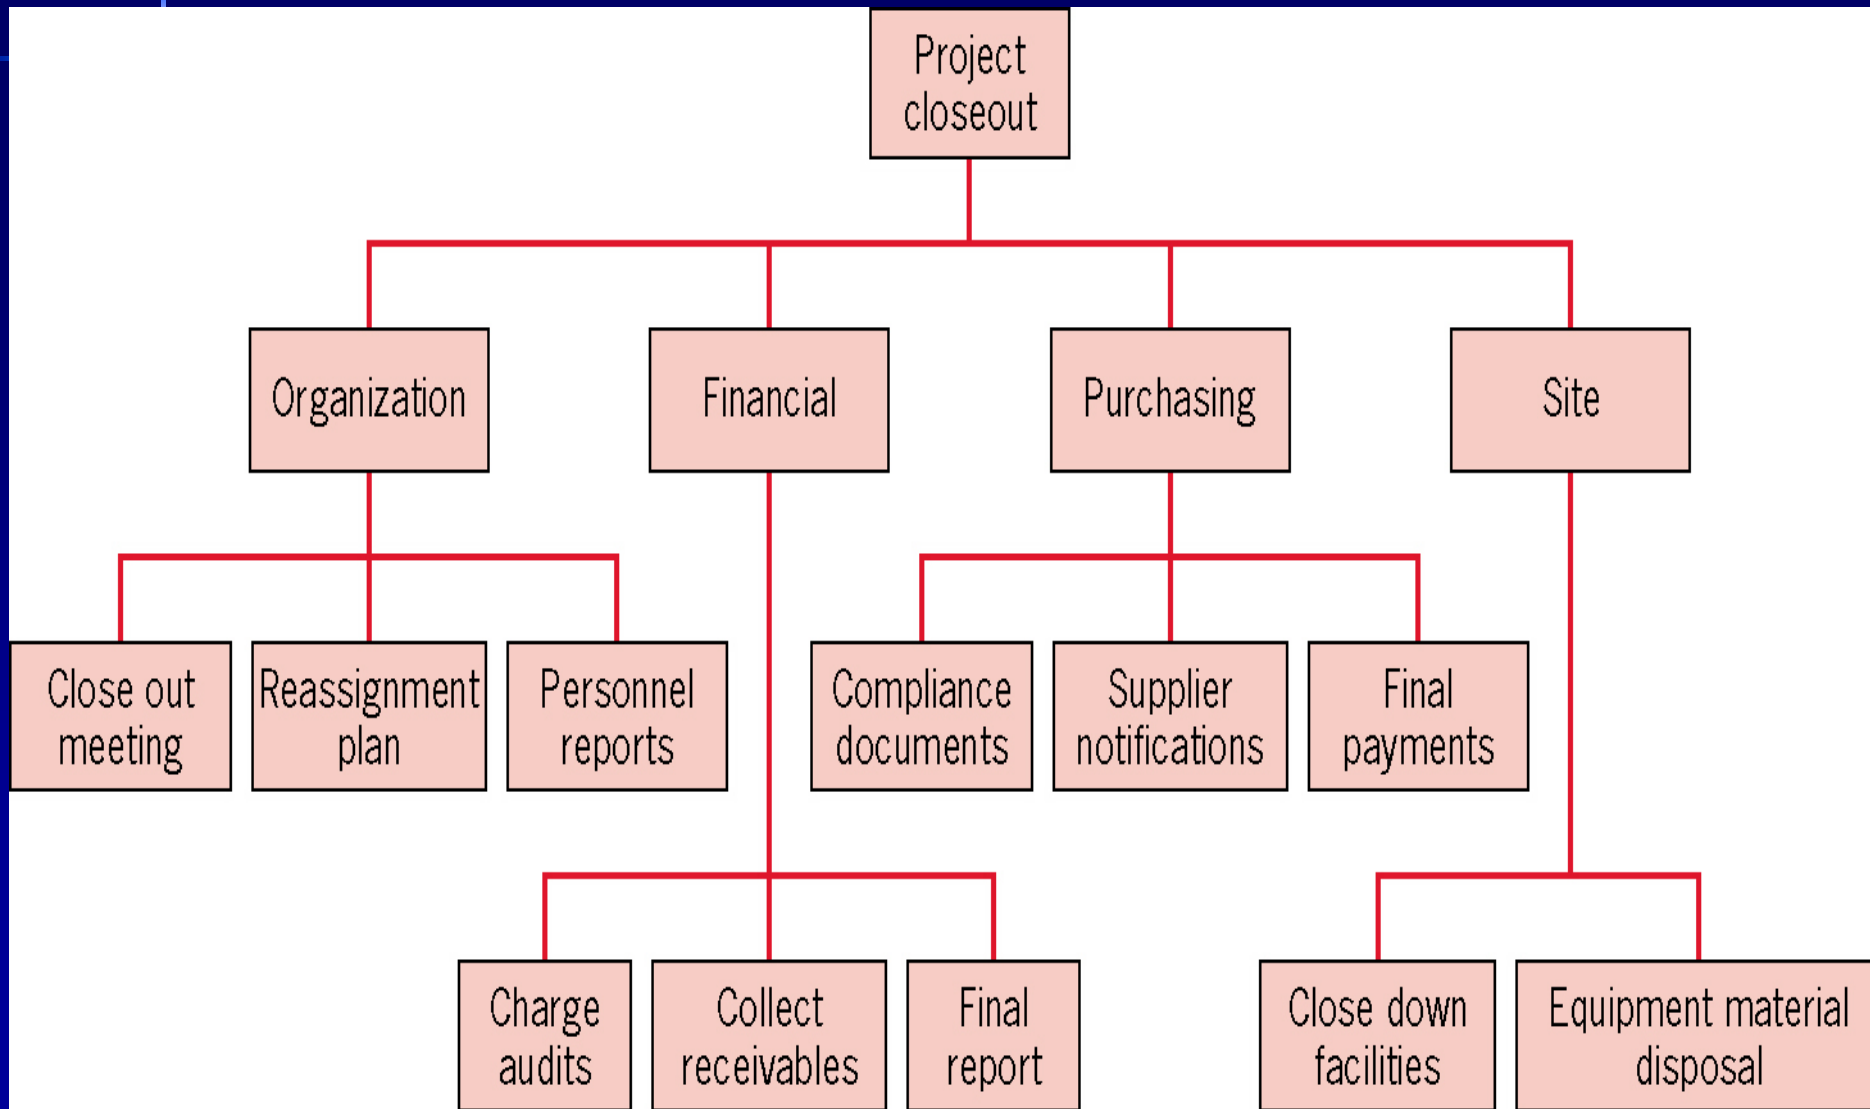 Project
closeout
Organization
Financial
Purchasing
Site
Close out
meeting
Reassignment
plan
Personnel
reports
Compliance
documents
Supplier
notifications
Final
payments
Charge
audits
Collect
receivables
Final
report
Close down
facilities
Equipment material
disposal